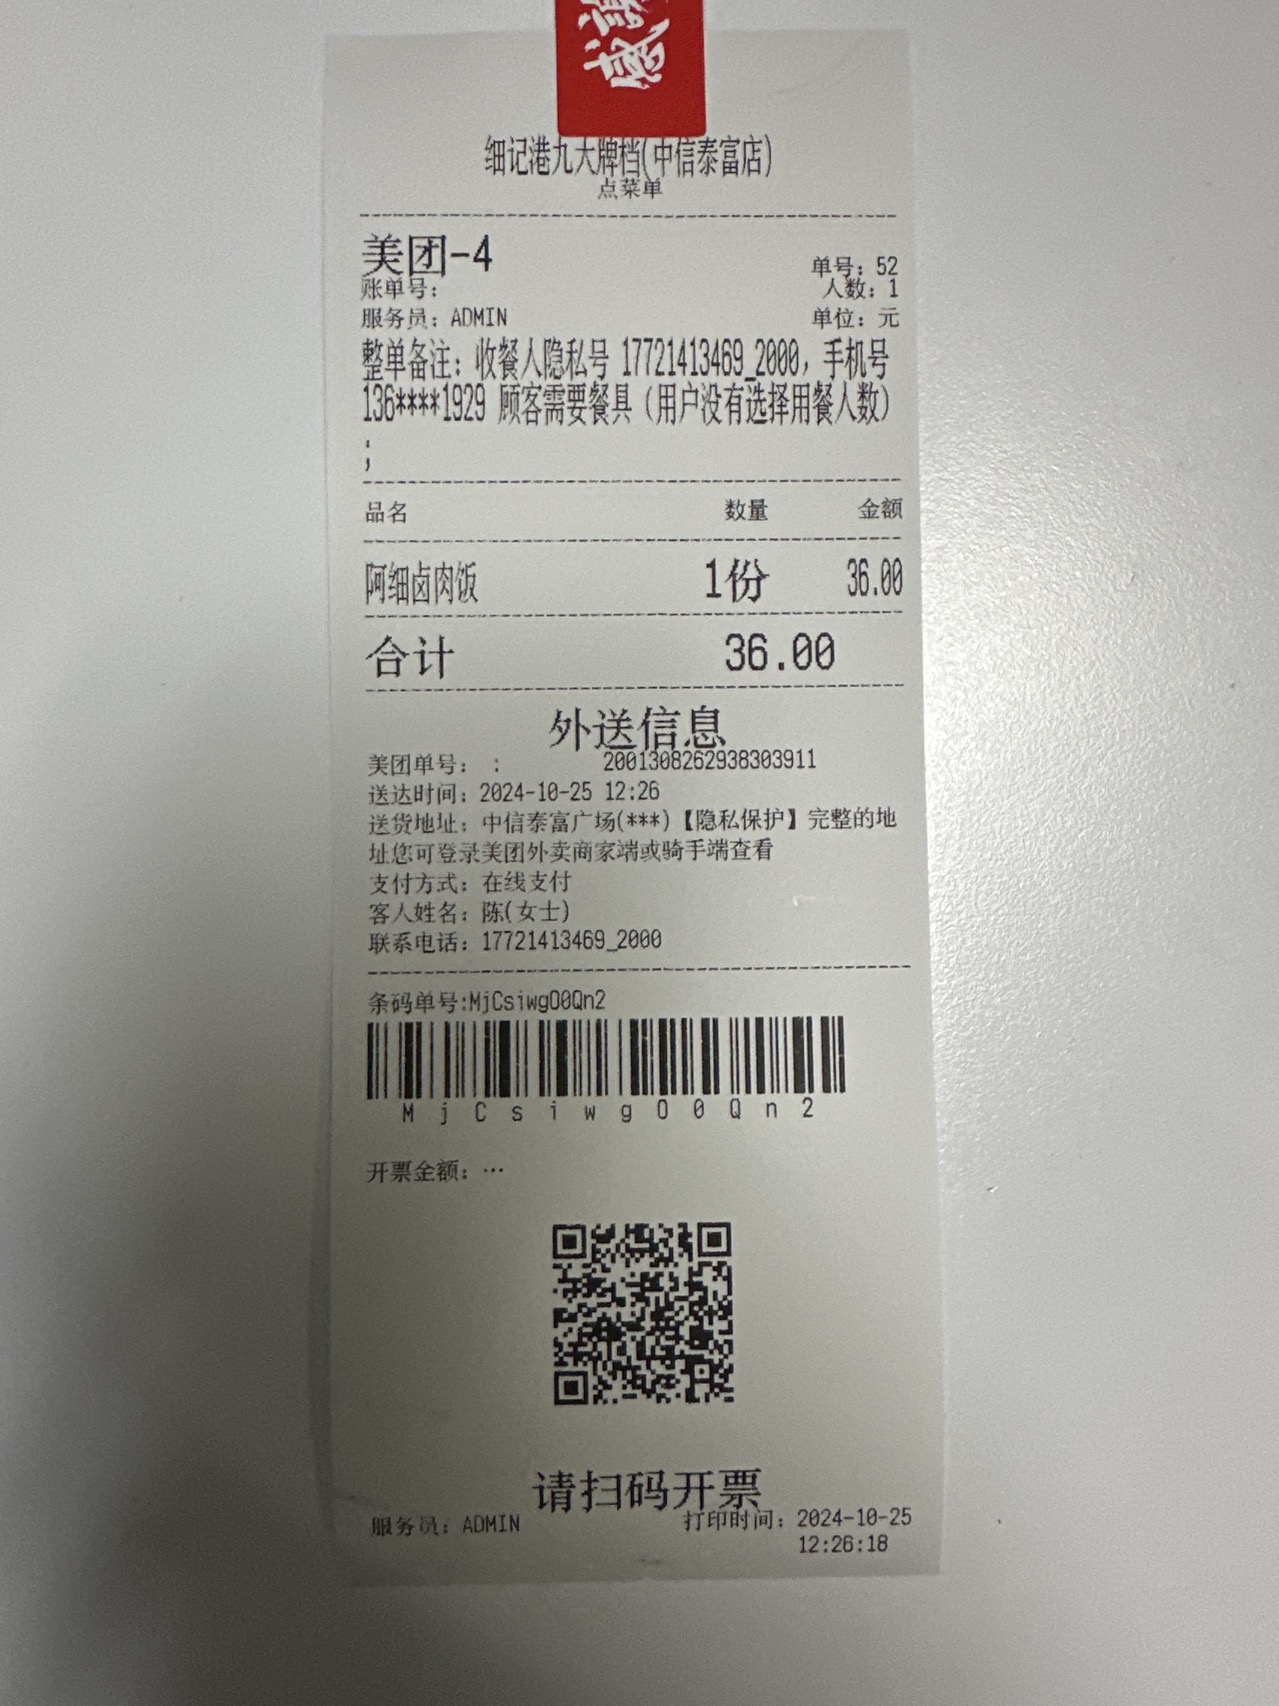 感謝
细记港九大牌档(中信泰富店)
点菜单
美团-4
单号：52
账单号：
人数：1
服务员：ADMIN
单位：元
整单备注：收餐人隐私号 17721413469_2000，手机号
136****1929 顾客需要餐具（用户没有选择用餐人数）
；
品名 数量 金额
阿细卤肉饭 1份 36.00
合计 36.00
外送信息
美团单号： : 2001308262938303911
送达时间：2024-10-25 12:26
送货地址：中信泰富广场(***)【隐私保护】完整的地
址您可登录美团外卖商家端或骑手端查看
支付方式：在线支付
客人姓名：陈(女士)
联系电话：17721413469_2000
条码单号:MjCsiwgO0Qn2
M j C s i w g O 0 Q n 2
开票金额：…
请扫码开票
服务员：ADMIN
打印时间：2024-10-25
12:26:18